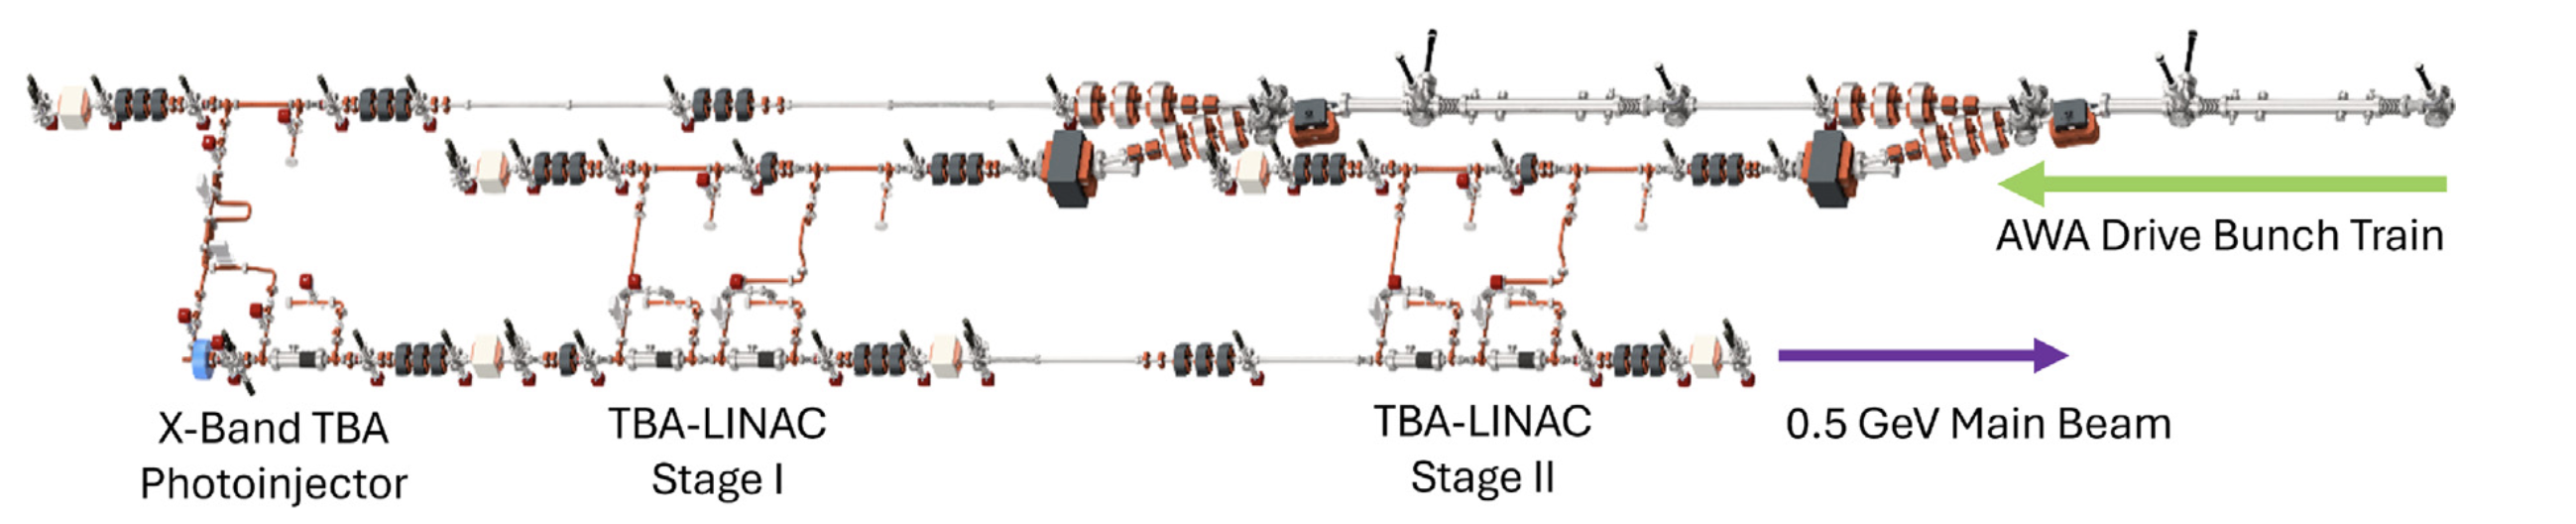 AWA Drive Bunch Train
X-Band TBA
Photoinjector
TBA-LINAC
Stage I
TBA-LINAC
Stage II
0.5 GeV Main Beam